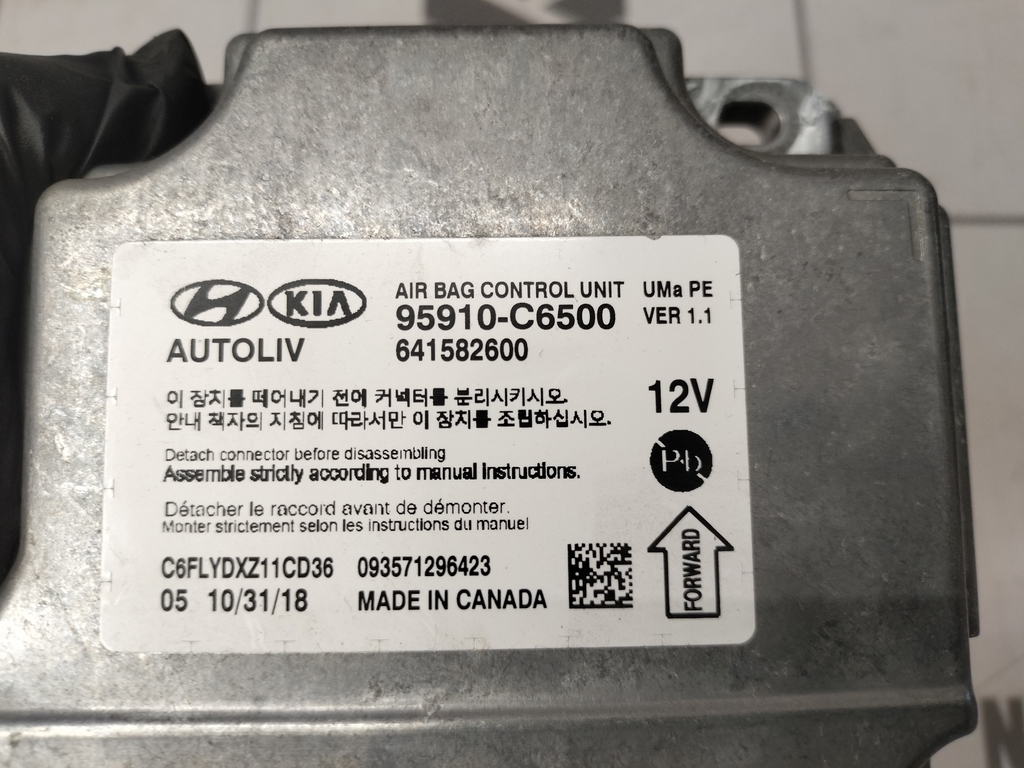 KIA
AIR BAG CONTROL UNIT UMa PE
95910-C6500 VER 1.1
AUTOLIV 641582600
이 장치를 떼어내기 전에 커넥터를 분리시키시오.
안내 책자의 지침에 따라서만 이 장치를 조립하십시오.
12V
Detach connector before disassembling
Assemble strictly according to manual instructions.
Pb
Détacher le raccord avant de démonter.
Monter strictement selon les instructions du manuel
C6FLYDXZ11CD36 093571296423
05 10/31/18 MADE IN CANADA
FORWARD